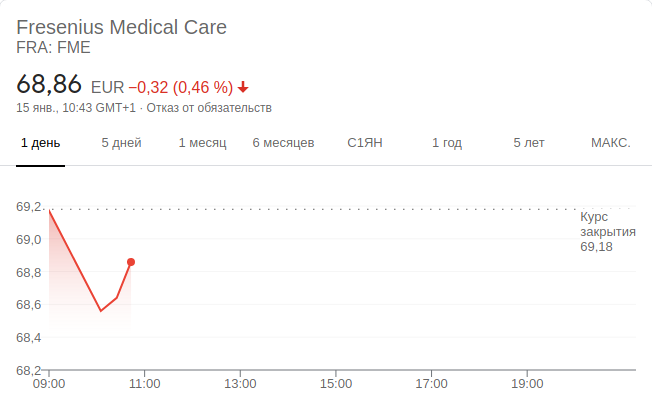 Fresenius Medical Care
FRA: FME
68,86 EUR −0,32 (0,46 %)
15 янв., 10:43 GMT+1 · Отказ от обязательств
1 день 5 дней 1 месяц 6 месяцев С1ЯН 1 год 5 лет МАКС.
69,2
Курс
закрытия
69,18
69,0
68,8
68,6
68,4
68,2
09:00 11:00 13:00 15:00 17:00 19:00